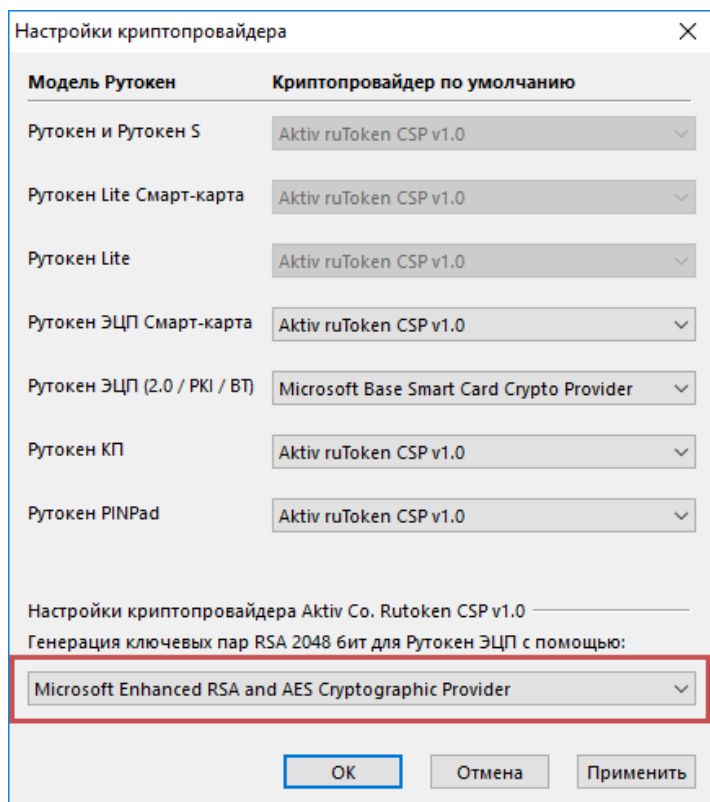 Настройки криптопровайдера
Модель Рутокен Криптопровайдер по умолчанию
Рутокен и Рутокен S Aktiv ruToken CSP v1.0
Рутокен Lite Смарт-карта Aktiv ruToken CSP v1.0
Рутокен Lite Aktiv ruToken CSP v1.0
Рутокен ЭЦП Смарт-карта Aktiv ruToken CSP v1.0
Рутокен ЭЦП (2.0 / PKI / BT) Microsoft Base Smart Card Crypto Provider
Рутокен КП Aktiv ruToken CSP v1.0
Рутокен PINPad Aktiv ruToken CSP v1.0
Настройки криптопровайдера Aktiv Co. Rutoken CSP v1.0
Генерация ключевых пар RSA 2048 бит для Рутокен ЭЦП с помощью:
Microsoft Enhanced RSA and AES Cryptographic Provider
ОК Отмена Применить